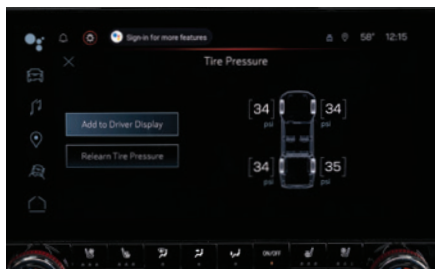 Sign-in for more features
58° 12:15
Tire Pressure
34 34
psi psi
Add to Driver Display
Relearn Tire Pressure
34 35
psi psi
ON/OFF